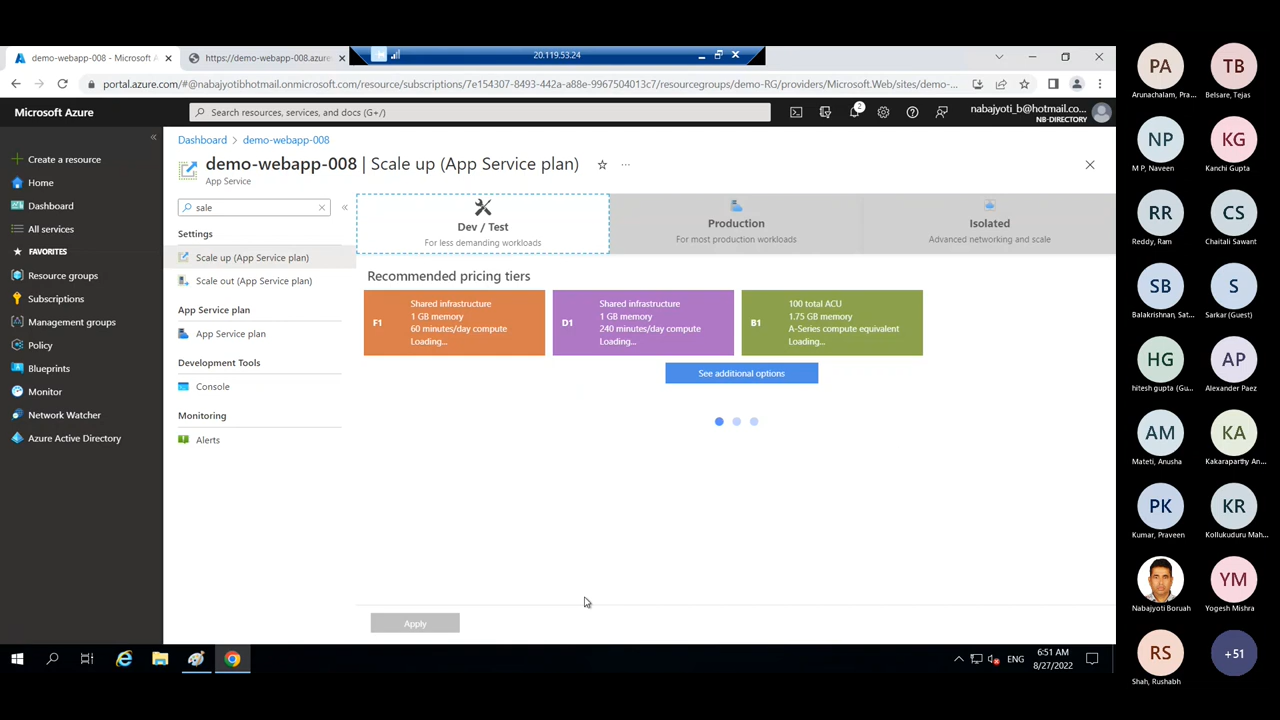 demo-webapp-008 - Microsoft A
https://demo-webapp-008.azure
20.119.53.24
portal.azure.com/#@nabajyotibhotmail.onmicrosoft.com/resource/subscriptions/7e154307-8493-442a-a88e-9967504013c7/resourcegroups/demo-RG/providers/Microsoft.Web/sites/demo-...
Microsoft Azure
Search resources, services, and docs (G+/)
2
nabajyoti_b@hotmail.co...
NB-DIRECTORY
Create a resource
Home
Dashboard
All services
FAVORITES
Resource groups
Subscriptions
Management groups
Policy
Blueprints
Monitor
Network Watcher
Azure Active Directory
Dashboard
demo-webapp-008
demo-webapp-008 | Scale up (App Service plan)
App Service
sale
Settings
Scale up (App Service plan)
Scale out (App Service plan)
App Service plan
App Service plan
Development Tools
Console
Monitoring
Alerts
Dev / Test
For less demanding workloads
Production
For most production workloads
Isolated
Advanced networking and scale
Recommended pricing tiers
F1
Shared infrastructure
1 GB memory
60 minutes/day compute
Loading...
D1
Shared infrastructure
1 GB memory
240 minutes/day compute
Loading...
B1
100 total ACU
1.75 GB memory
A-Series compute equivalent
Loading...
See additional options
Apply
ENG
6:51 AM
8/27/2022
PA
Arunachalam, Pra...
TB
Belsare, Tejas
NP
M P, Naveen
KG
Kanchi Gupta
RR
Reddy, Ram
CS
Chaitali Sawant
SB
Balakrishnan, Sat...
S
Sarkar (Guest)
HG
hitesh gupta (Gu...
AP
Alexander Paez
AM
Mateti, Anusha
KA
Kakaraparthy An...
PK
Kumar, Praveen
KR
Kollukuduru Mah...
Nabajyoti Boruah
YM
Yogesh Mishra
RS
Shah, Rushabh
+51